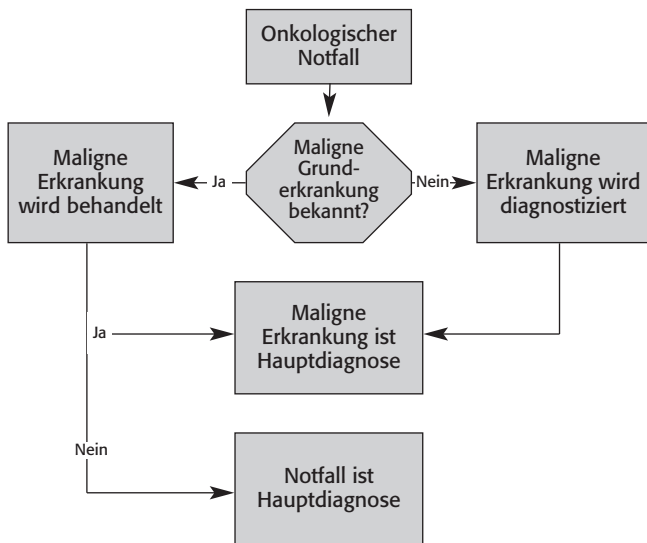 Onkologischer
Notfall
Maligne
Erkrankung
wird behandelt
Ja
Maligne
Grund-
erkrankung
bekannt?
Nein
Maligne
Erkrankung wird
diagnostiziert
Ja
Maligne
Erkrankung ist
Hauptdiagnose
Nein
Notfall ist
Hauptdiagnose